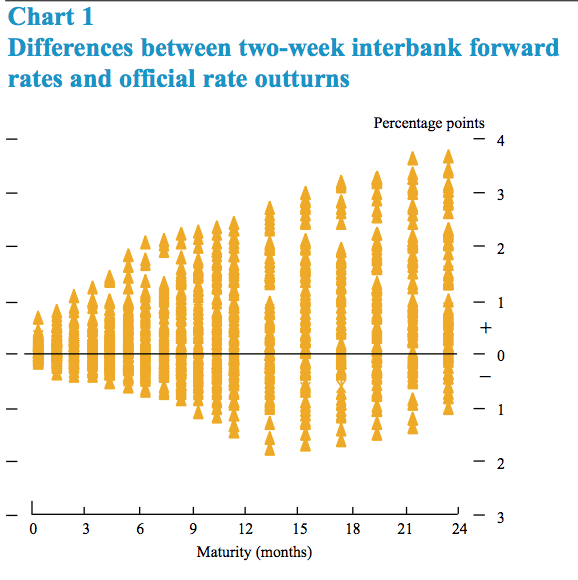 Chart 1
Differences between two-week interbank forward
rates and official rate outturns
Percentage points
4
3
2
1
+
0
–
1
2
3
0 3 6 9 12 15 18 21 24
Maturity (months)